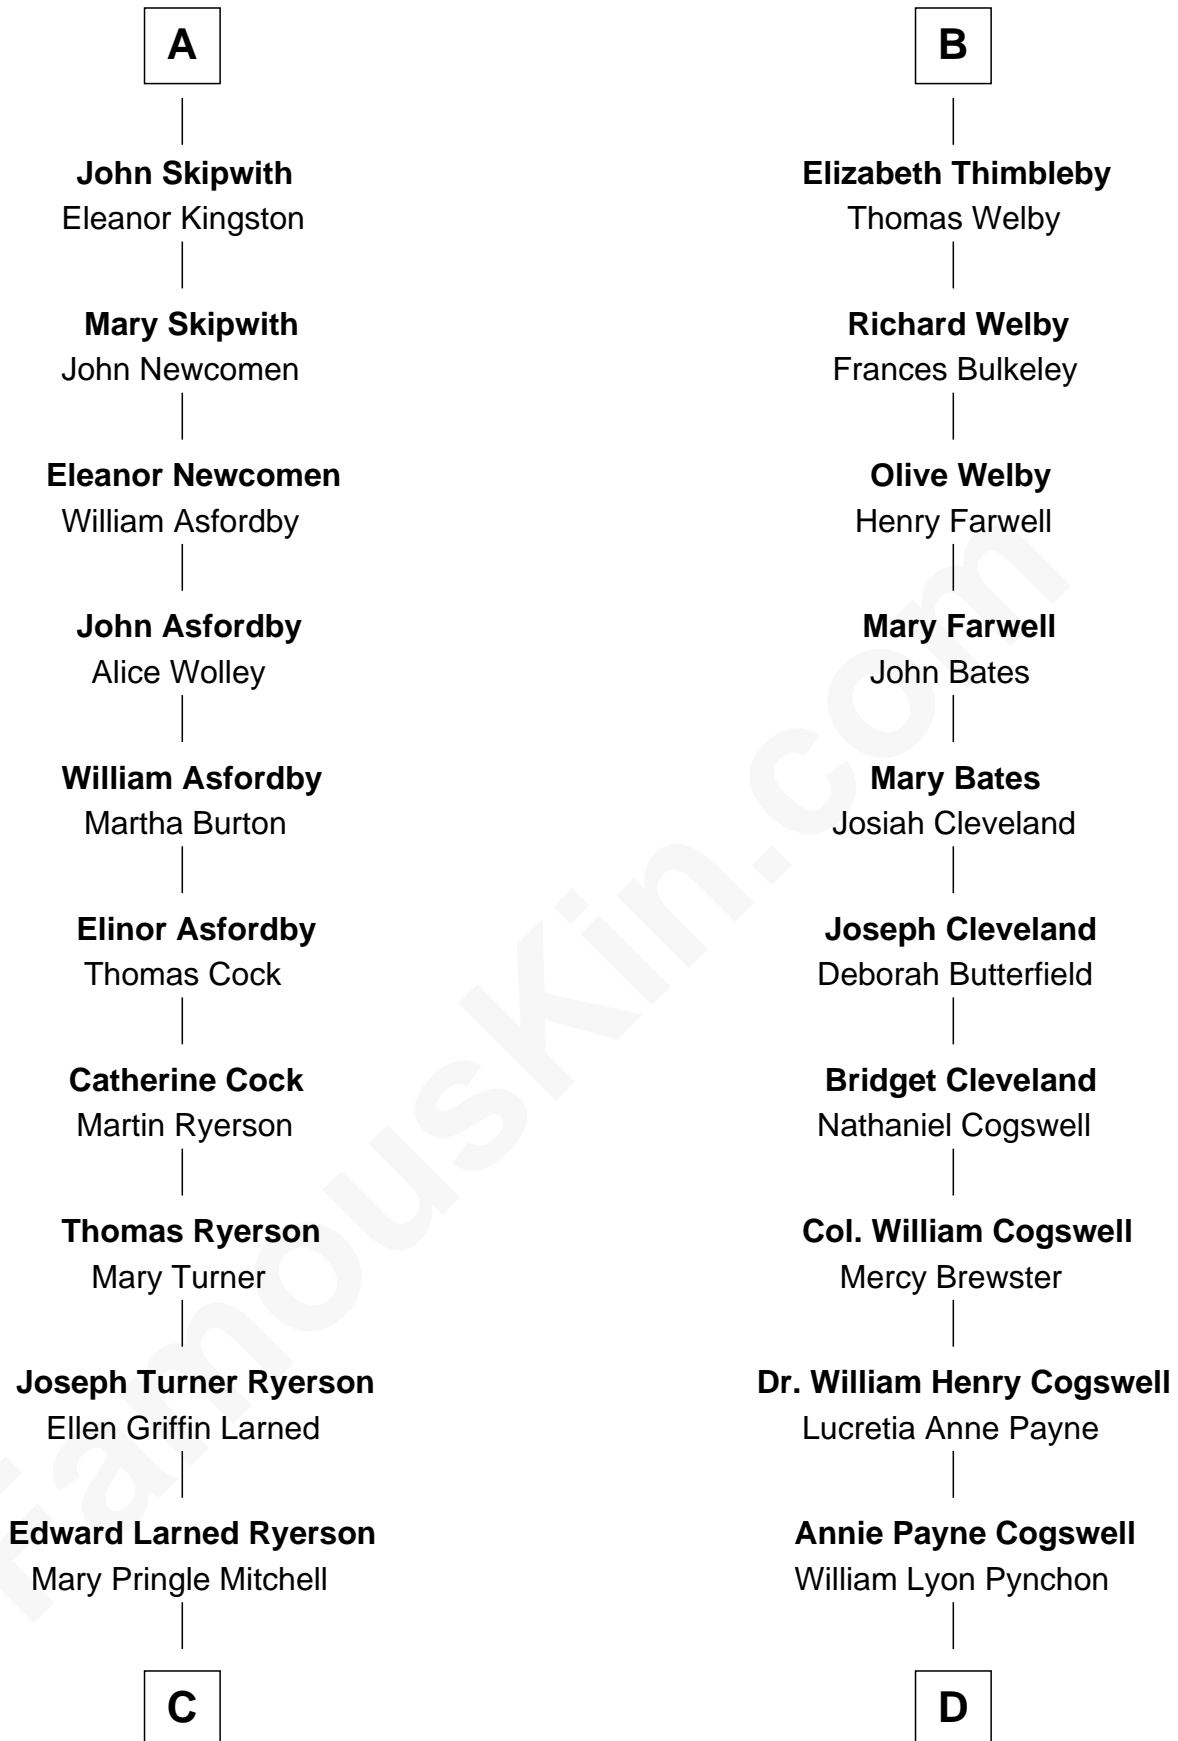 A
John Skipwith
Eleanor Kingston
Mary Skipwith
John Newcomen
Eleanor Newcomen
William Asfordby
John Asfordby
Alice Wolley
William Asfordby
Martha Burton
Elinor Asfordby
Thomas Cock
Catherine Cock
Martin Ryerson
Thomas Ryerson
Mary Turner
Joseph Turner Ryerson
Ellen Griffin Larned
Edward Larned Ryerson
Mary Pringle Mitchell
C
B
Elizabeth Thimbleby
Thomas Welby
Richard Welby
Frances Bulkeley
Olive Welby
Henry Farwell
Mary Farwell
John Bates
Mary Bates
Josiah Cleveland
Joseph Cleveland
Deborah Butterfield
Bridget Cleveland
Nathaniel Cogswell
Col. William Cogswell
Mercy Brewster
Dr. William Henry Cogswell
Lucretia Anne Payne
Annie Payne Cogswell
William Lyon Pynchon
D
FamousKin.com